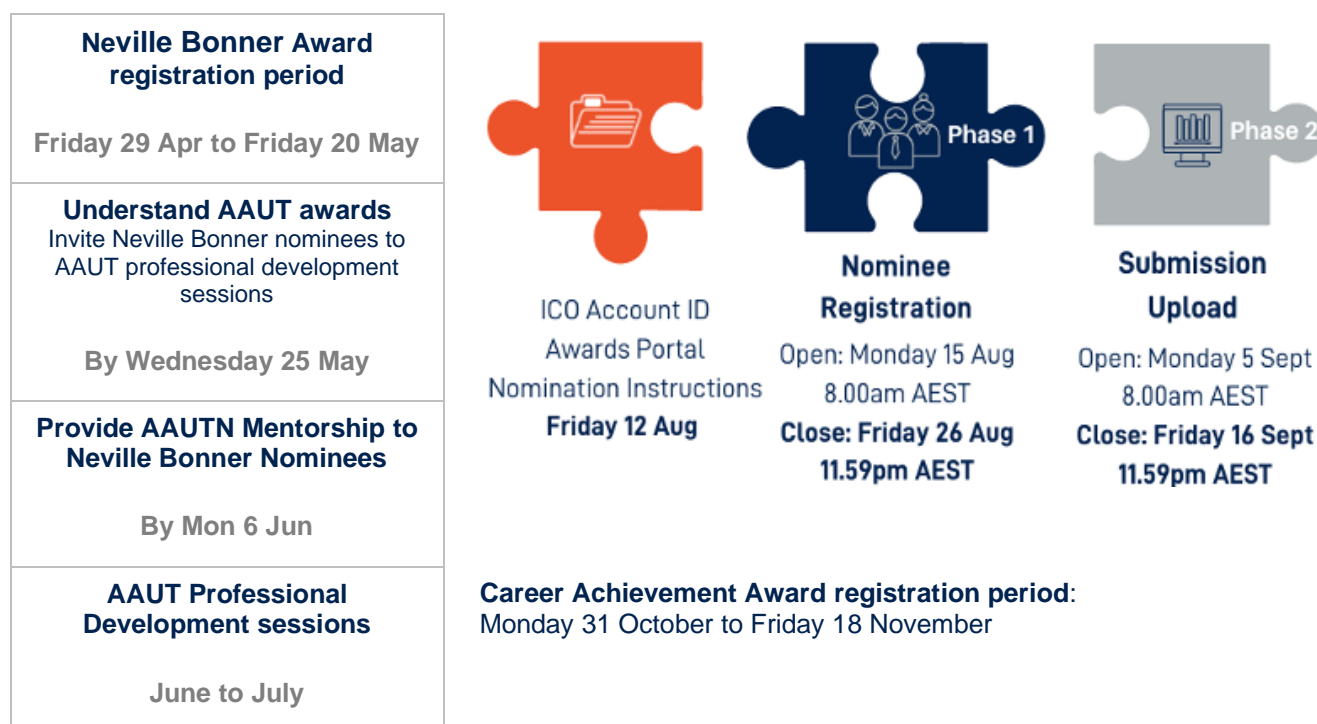 Neville Bonner Award
registration period
Friday 29 Apr to Friday 20 May
Understand AAUT awards
Invite Neville Bonner nominees to
AAUT professional development
sessions
By Wednesday 25 May
Provide AAUTN Mentorship to
Neville Bonner Nominees
By Mon 6 Jun
AAUT Professional
Development sessions
June to July
ICO Account ID
Awards Portal
Nomination Instructions
Friday 12 Aug
Phase 1
Nominee
Registration
Open: Monday 15 Aug
8.00am AEST
Close: Friday 26 Aug
11.59pm AEST
Phase 2
Submission
Upload
Open: Monday 5 Sept
8.00am AEST
Close: Friday 16 Sept
11.59pm AEST
Career Achievement Award registration period:
Monday 31 October to Friday 18 November